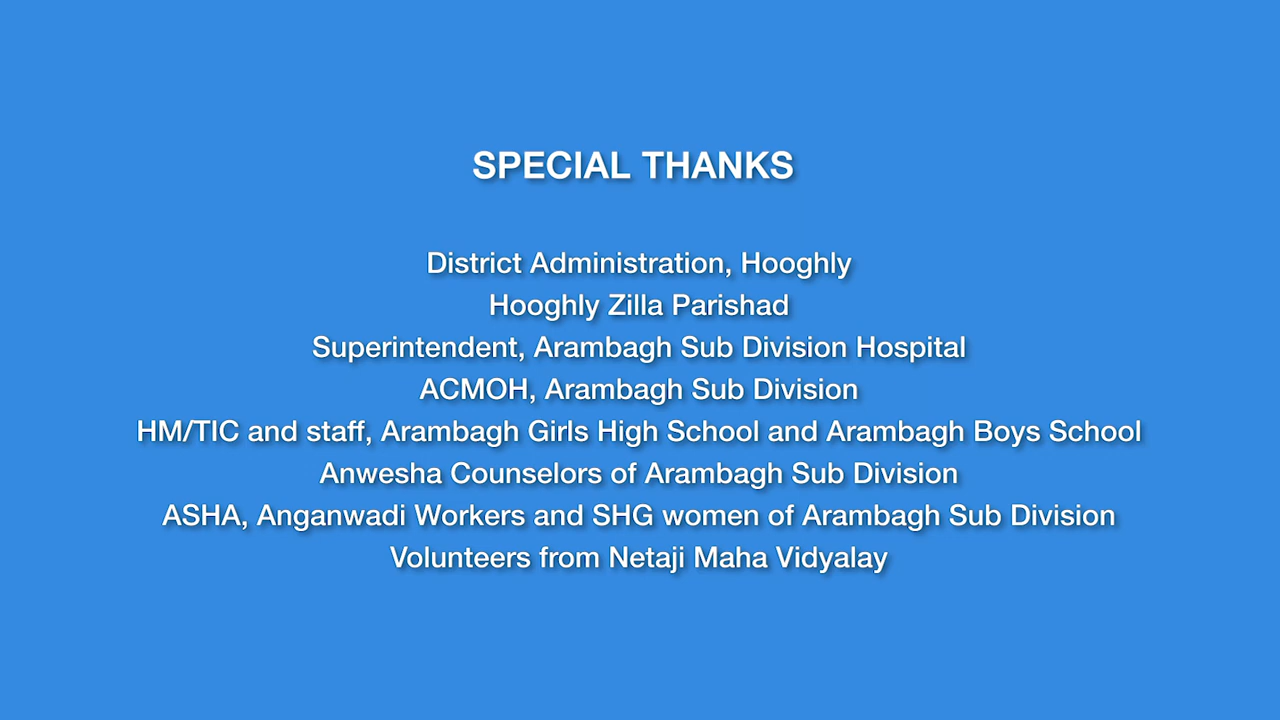 SPECIAL THANKS
District Administration, Hooghly
Hooghly Zilla Parishad
Superintendent, Arambagh Sub Division Hospital
ACMOH, Arambagh Sub Division
HM/TIC and staff, Arambagh Girls High School and Arambagh Boys School
Anwesha Counselors of Arambagh Sub Division
ASHA, Anganwadi Workers and SHG women of Arambagh Sub Division
Volunteers from Netaji Maha Vidyalay